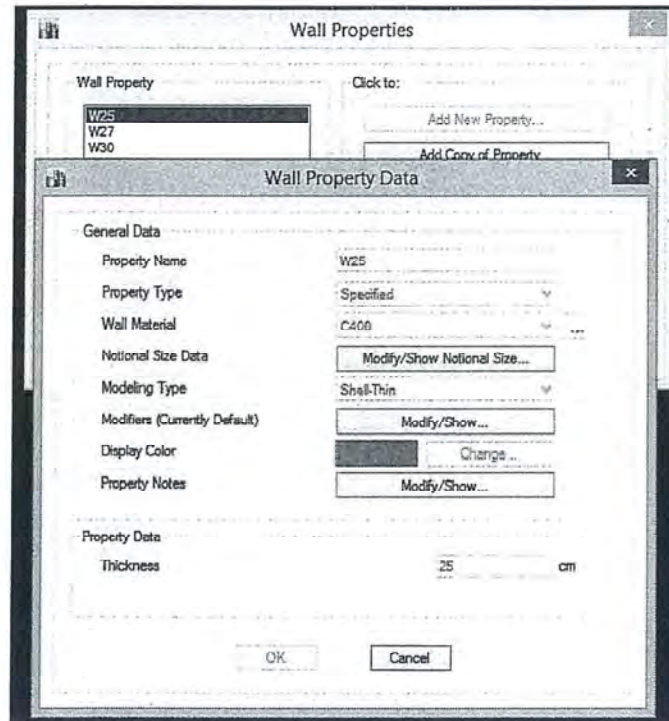 Wall Properties
Wall Property
Click to:
W25
W27
W30
Add New Property...
Add Copy of Property
Wall Property Data
General Data
Property Name W25
Property Type Specified
Wall Material C400 ...
Notional Size Data Modify/Show Notional Size...
Modeling Type Shell-Thin
Modifiers (Currently Default) Modify/Show...
Display Color Change...
Property Notes Modify/Show...
Property Data
Thickness 25 cm
OK Cancel